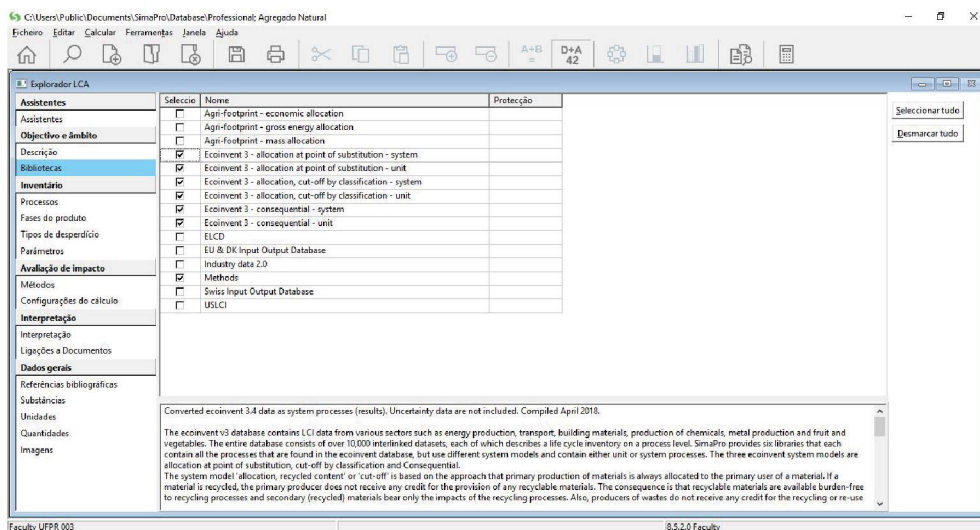 C:\Users\Public\Documents\SimaPro\Database\Professional; Agregado Natural
Ficheiro Editar Calcular Ferramentas Janela Ajuda
A+B
=
D+A
42
Explorador LCA
Assistentes
Assistentes
Objectivo e âmbito
Descrição
Bibliotecas
Inventário
Processos
Fases do produto
Tipos de desperdício
Parâmetros
Avaliação de impacto
Métodos
Configurações do cálculo
Interpretação
Interpretação
Ligações a Documentos
Dados gerais
Referências bibliográficas
Substâncias
Unidades
Quantidades
Imagens
Seleccio Nome Protecção
Agri-footprint - economic allocation
Agri-footprint - gross energy allocation
Agri-footprint - mass allocation
Ecoinvent 3 - allocation at point of substitution - system
Ecoinvent 3 - allocation at point of substitution - unit
Ecoinvent 3 - allocation, cut-off by classification - system
Ecoinvent 3 - allocation, cut-off by classification - unit
Ecoinvent 3 - consequential - system
Ecoinvent 3 - consequential - unit
ELCD
EU & DK Input Output Database
Industry data 2.0
Methods
Swiss Input Output Database
USLCI
Seleccionar tudo
Desmarcar tudo
Converted ecoinvent 3.4 data as system processes (results). Uncertainty data are not included. Compiled April 2018.
The ecoinvent v3 database contains LCI data from various sectors such as energy production, transport, building materials, production of chemicals, metal production and fruit and
vegetables. The entire database consists of over 10,000 interlinked datasets, each of which describes a life cycle inventory on a process level. SimaPro provides six libraries that each
contain all the processes that are found in the ecoinvent database, but use different system models and contain either unit or system processes. The three ecoinvent system models are
allocation at point of substitution, cut-off by classification and Consequential.
The system model 'allocation, recycled content' or 'cut-off' is based on the approach that primary production of materials is always allocated to the primary user of a material. If a
material is recycled, the primary producer does not receive any credit for the provision of any recyclable materials. The consequence is that recyclable materials are available burden-free
to recycling processes and secondary (recycled) materials bear only the impacts of the recycling processes. Also, producers of wastes do not receive any credit for the recycling or re-use
Faculty UFPR 003
8.5.2.0 Faculty